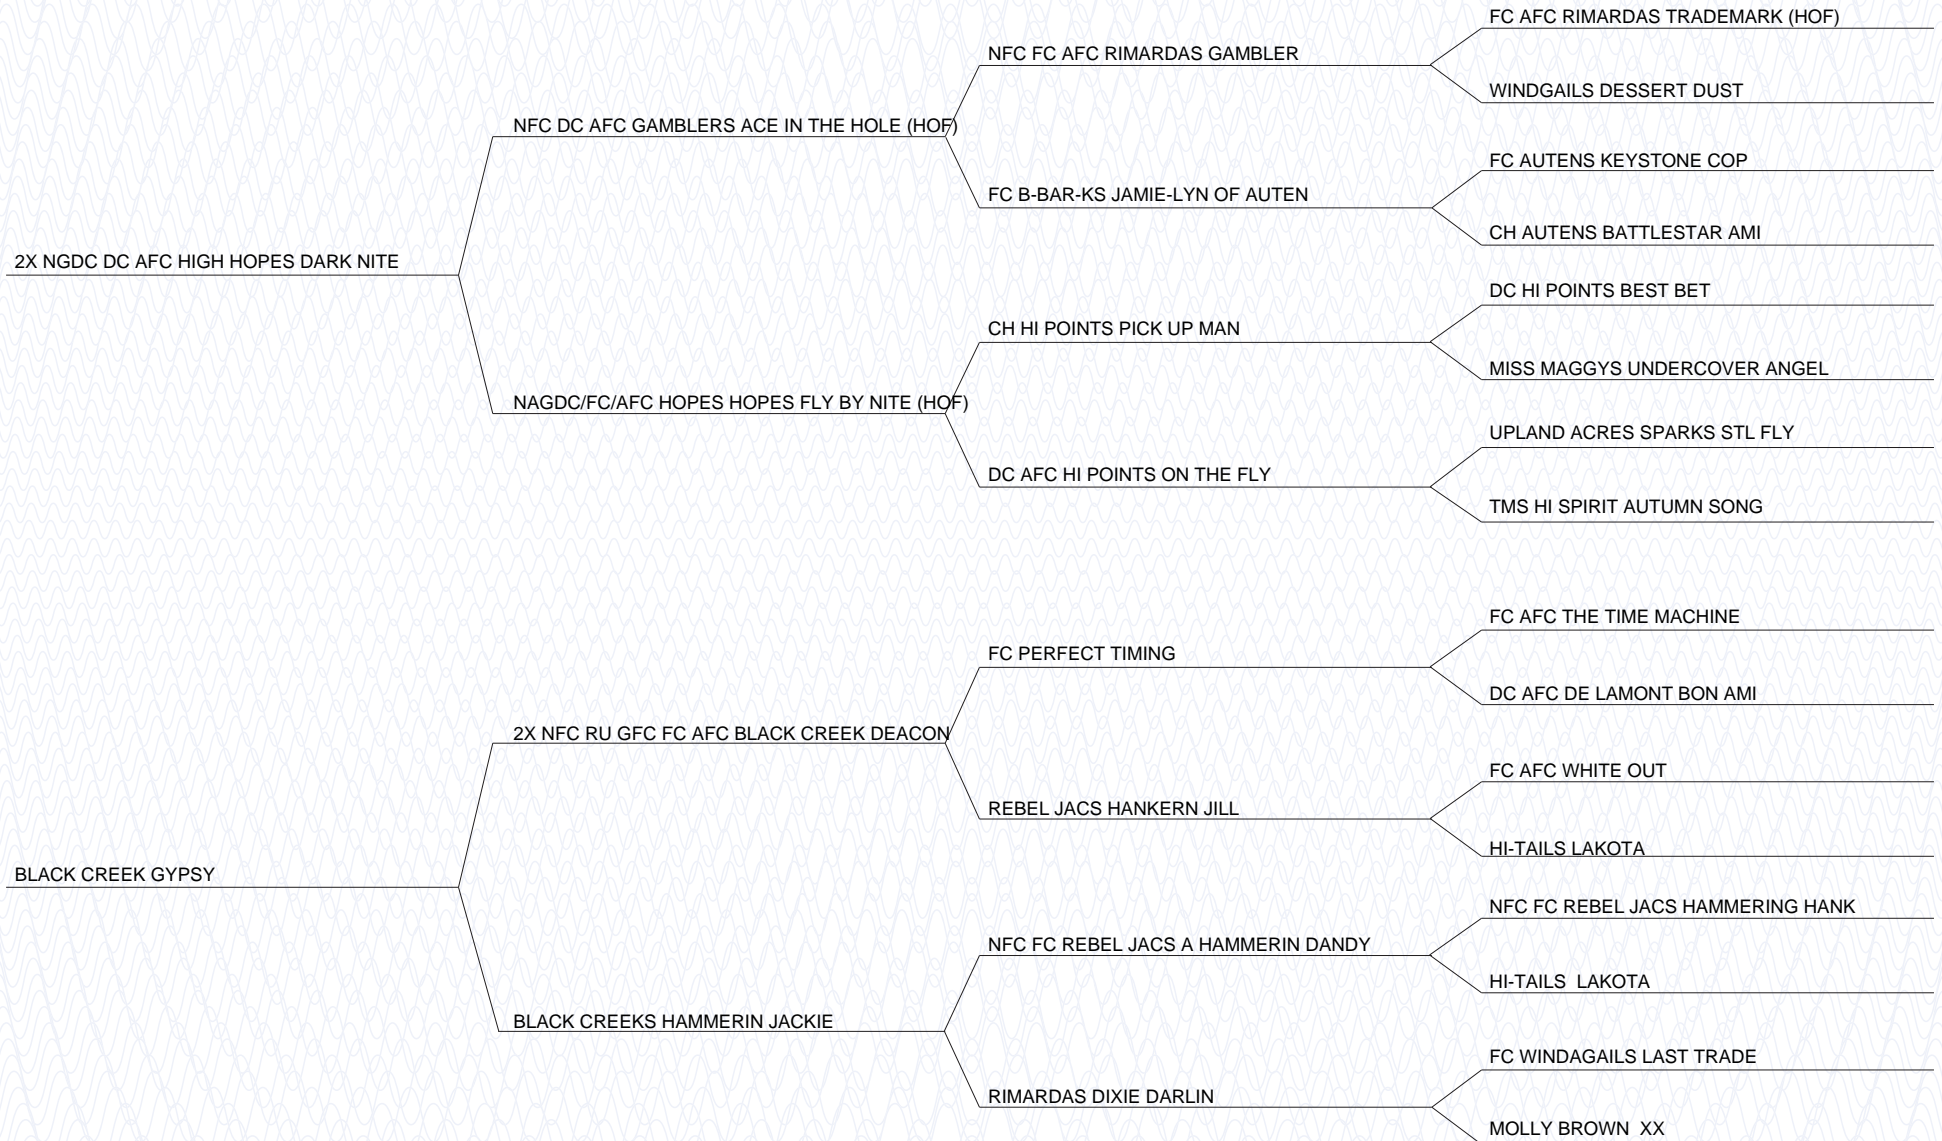 FC AFC RIMARDAS TRADEMARK (HOF)
NFC FC AFC RIMARDAS GAMBLER
WINDGAILS DESSERT DUST
NFC DC AFC GAMBLERS ACE IN THE HOLE (HOF)
FC AUTENS KEYSTONE COP
FC B-BAR-KS JAMIE-LYN OF AUTEN
CH AUTENS BATTLESTAR AMI
2X NGDC DC AFC HIGH HOPES DARK NITE
DC HI POINTS BEST BET
CH HI POINTS PICK UP MAN
MISS MAGGYS UNDERCOVER ANGEL
NAGDC/FC/AFC HOPES HOPES FLY BY NITE (HOF)
UPLAND ACRES SPARKS STL FLY
DC AFC HI POINTS ON THE FLY
TMS HI SPIRIT AUTUMN SONG
FC AFC THE TIME MACHINE
FC PERFECT TIMING
DC AFC DE LAMONT BON AMI
2X NFC RU GFC FC AFC BLACK CREEK DEACON
FC AFC WHITE OUT
REBEL JACS HANKERN JILL
HI-TAILS LAKOTA
BLACK CREEK GYPSY
NFC FC REBEL JACS HAMMERING HANK
NFC FC REBEL JACS A HAMMERIN DANDY
HI-TAILS  LAKOTA
BLACK CREEKS HAMMERIN JACKIE
FC WINDAGAILS LAST TRADE
RIMARDAS DIXIE DARLIN
MOLLY BROWN  XX